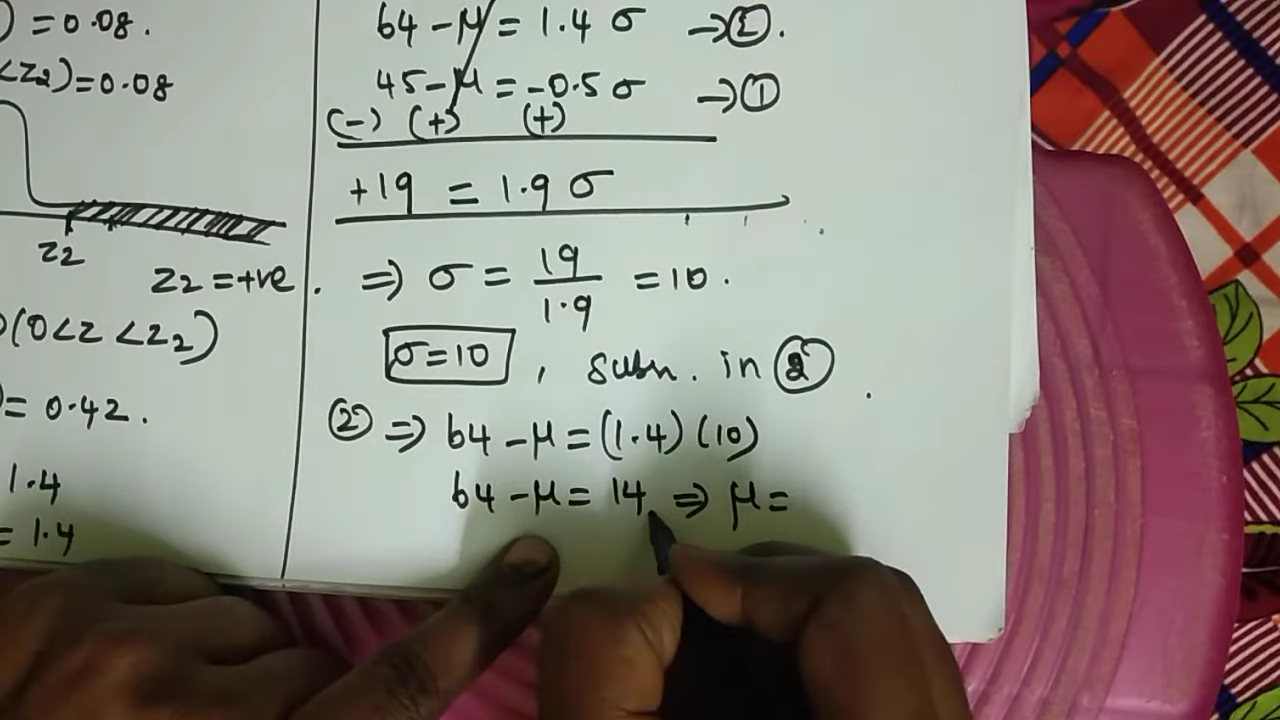 ) = 0.08.
<Z2) = 0.08
Z2
Z2 = +ve.
(0<Z<Z2)
= 0.42.
1.4
= 1.4
64 - μ = 1.4 σ → ②.
45 - μ = -0.5 σ → ①
(-) (+) (+)
+19 = 1.9 σ
⇒ σ = 19/1.9 = 10.
σ = 10, subn. in ②.
② ⇒ 64 - μ = (1.4) (10)
64 - μ = 14 ⇒ μ =